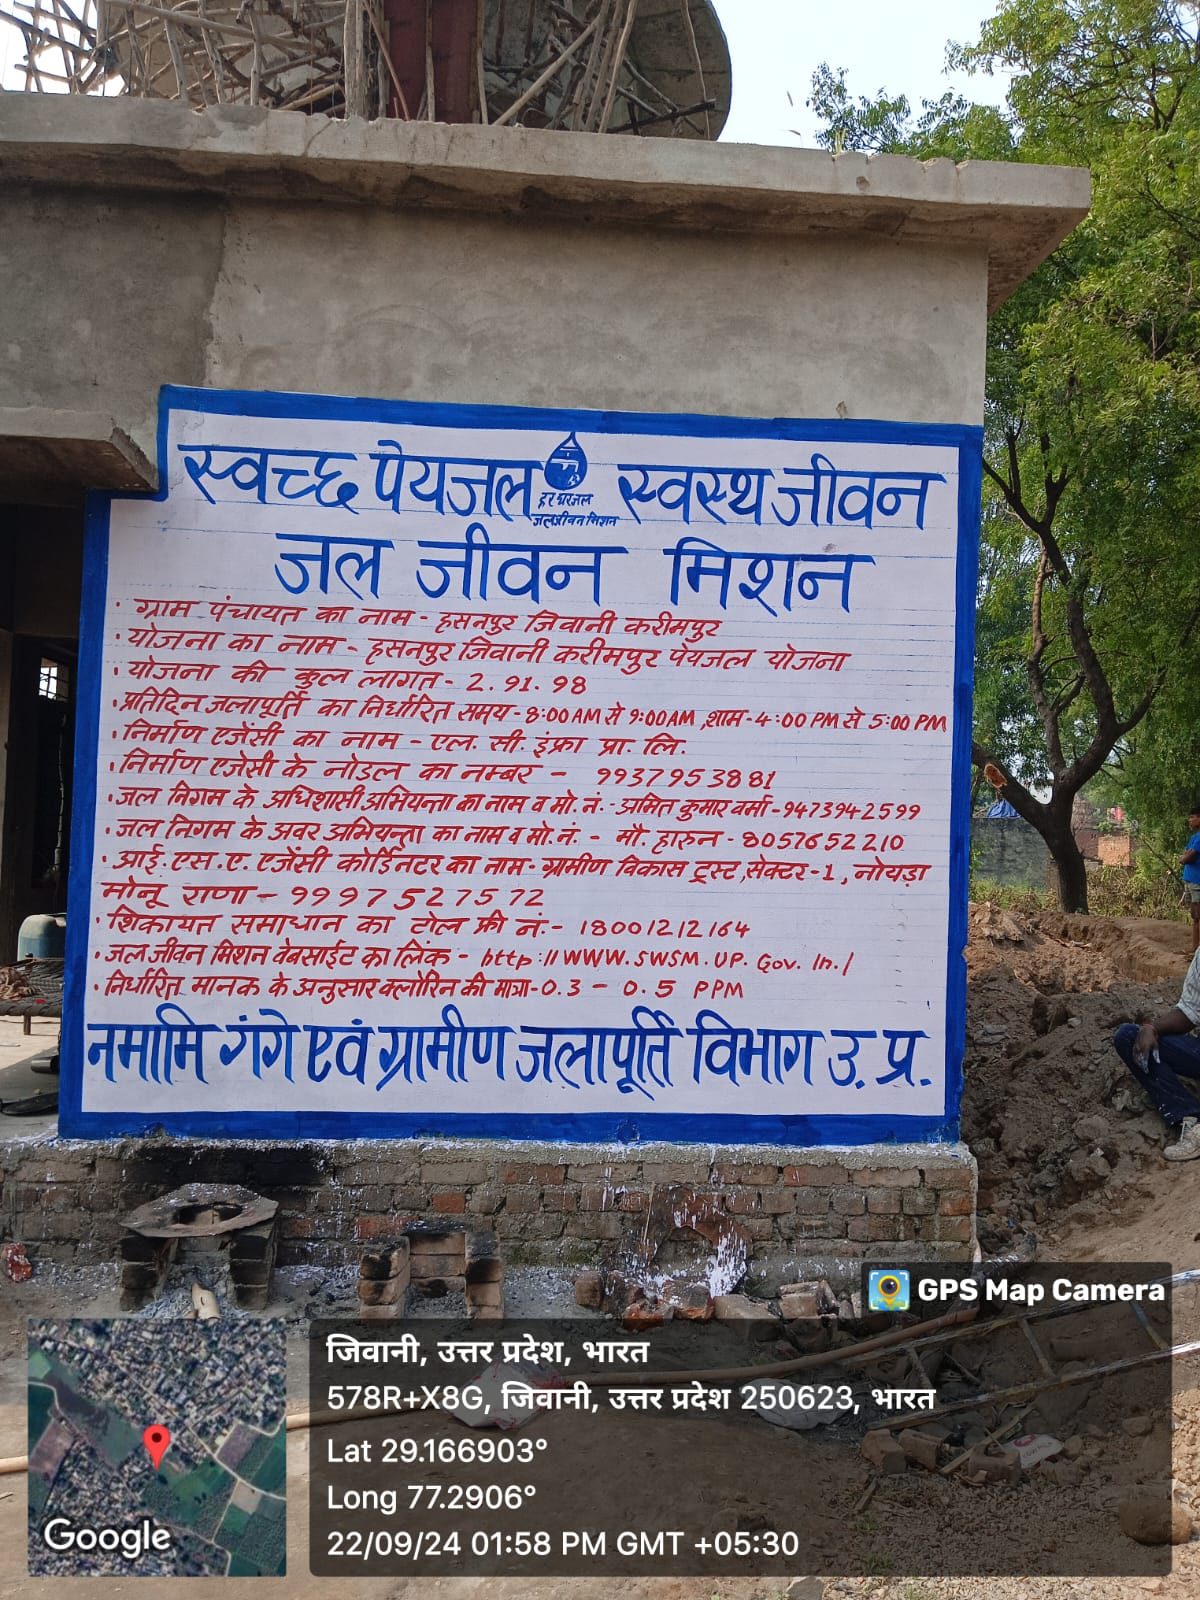 स्वच्छ पेयजल स्वस्थ जीवन
हर घर जल
जल जीवन मिशन
जल जीवन मिशन
· ग्राम पंचायत का नाम - हसनपुर जिवानी करीमपुर
· योजना का नाम - हसनपुर जिवानी करीमपुर पेयजल योजना
· योजना की कुल लागत - 2.91.98
· प्रतिदिन जलापूर्ति का निर्धारित समय - 8:00 AM से 9:00 AM, शाम - 4:00 PM से 5:00 PM
· निर्माण एजेंसी का नाम - एल. सी. इंफ्रा प्रा. लि.
· निर्माण एजेंसी के नोडल का नम्बर - 9937953881
· जल निगम के अधिशासी अभियन्ता का नाम व मो. नं. - अमित कुमार वर्मा - 9473942599
· जल निगम के अवर अभियन्ता का नाम व मो. नं. - मौ. हारुन - 8057652210
· आई. एस. ए. एजेंसी कोर्डिनटर का नाम - ग्रामीण विकास ट्रस्ट, सेक्टर - 1, नोयडा
मोनू राणा - 9997527572
· शिकायत समाधान का टोल फ्री नं. - 18001212164
· जल जीवन मिशन वेबसाईट का लिंक - http://WWW.SWSM.UP.Gov.In./
· निर्धारित मानक के अनुसार क्लोरिन की मात्रा - 0.3 - 0.5 PPM
नमामि गंगे एवं ग्रामीण जलापूर्ति विभाग उ. प्र.
GPS Map Camera
जिवानी, उत्तर प्रदेश, भारत
578R+X8G, जिवानी, उत्तर प्रदेश 250623, भारत
Lat 29.166903°
Long 77.2906°
22/09/24 01:58 PM GMT +05:30
Google